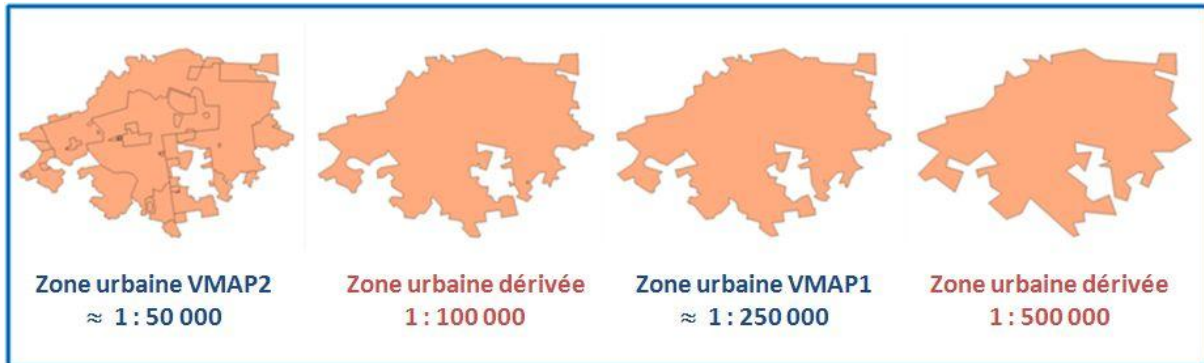 Zone urbaine VMAP2
≈ 1 : 50 000
Zone urbaine dérivée
1 : 100 000
Zone urbaine VMAP1
≈ 1 : 250 000
Zone urbaine dérivée
1 : 500 000